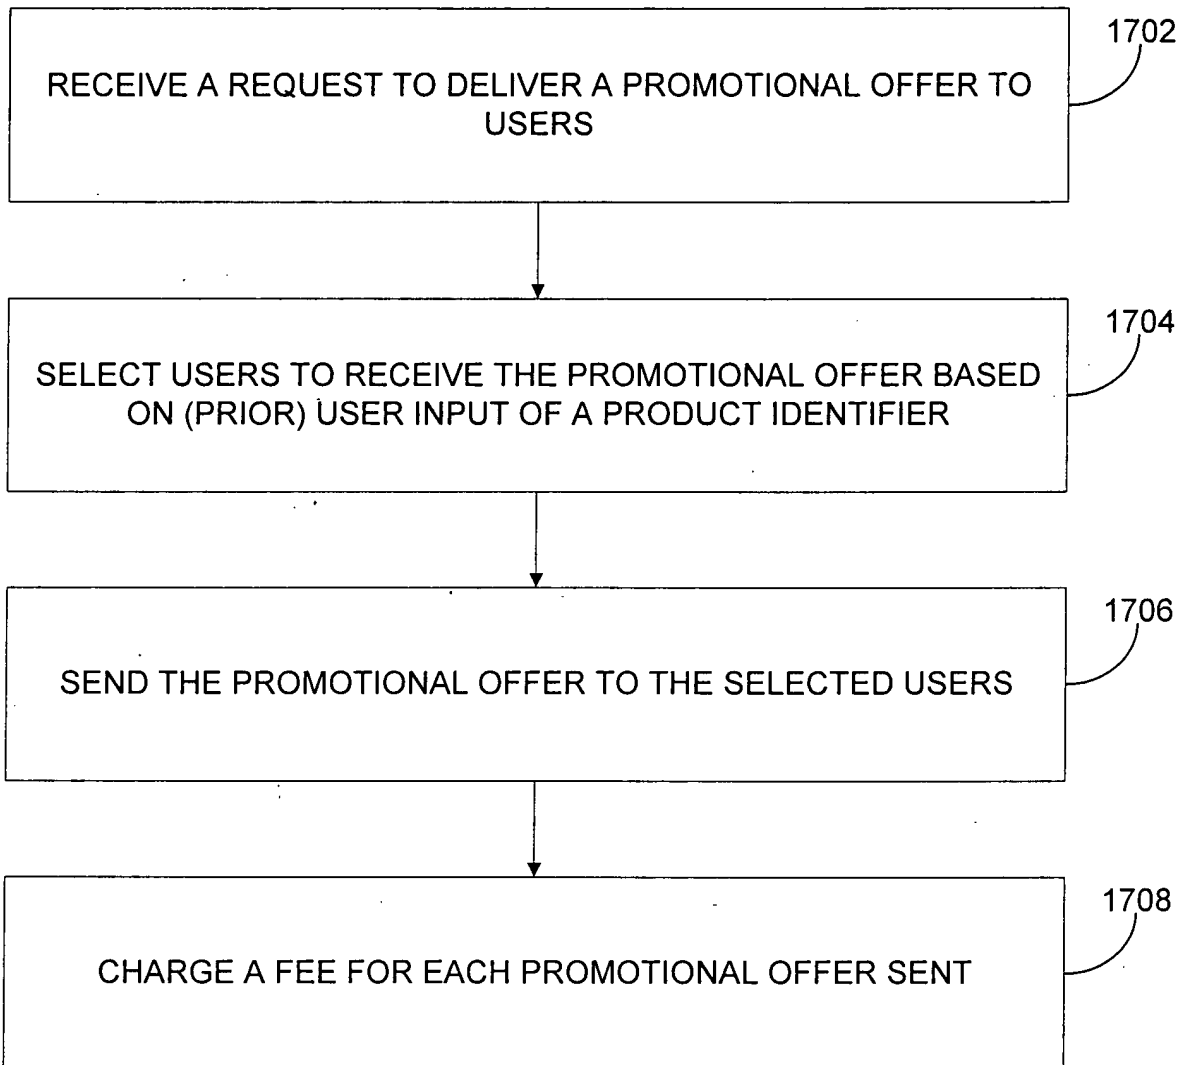 1702
RECEIVE A REQUEST TO DELIVER A PROMOTIONAL OFFER TO
USERS
1704
SELECT USERS TO RECEIVE THE PROMOTIONAL OFFER BASED
ON (PRIOR) USER INPUT OF A PRODUCT IDENTIFIER
1706
SEND THE PROMOTIONAL OFFER TO THE SELECTED USERS
1708
CHARGE A FEE FOR EACH PROMOTIONAL OFFER SENT